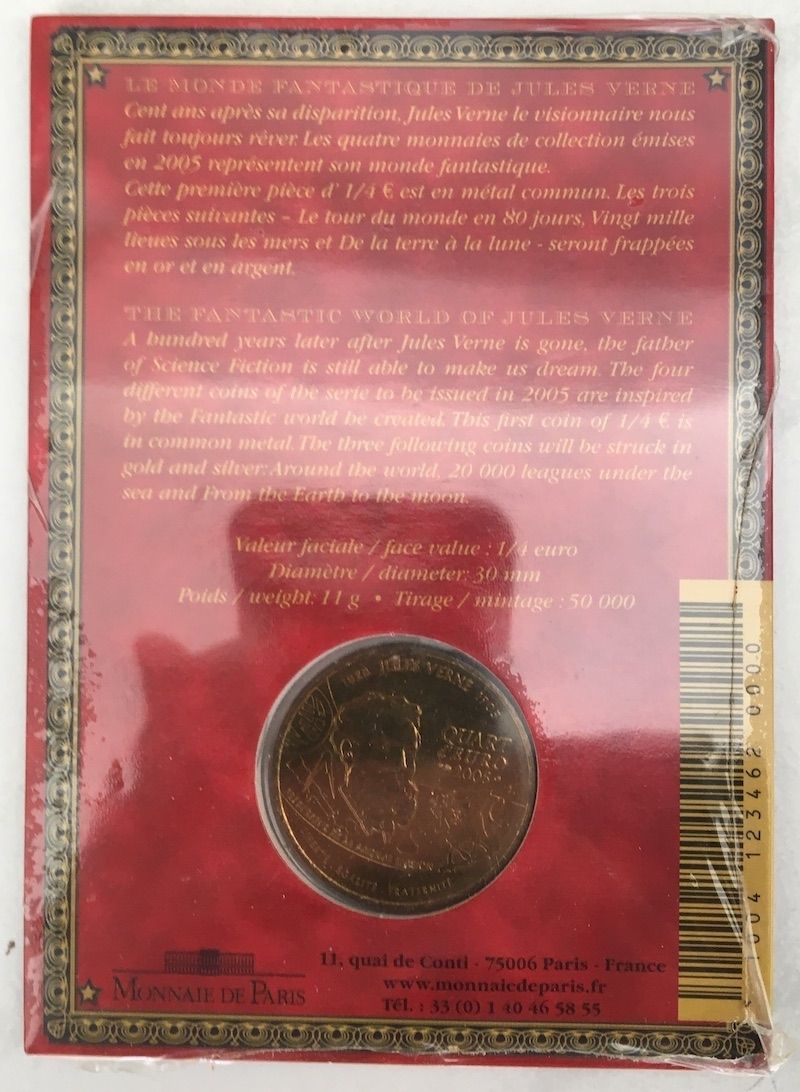 LE MONDE FANTASTIQUE DE JULES VERNE
Cent ans après sa disparition, Jules Verne le visionnaire nous
fait toujours rêver. Les quatre monnaies de collection émises
en 2005 représentent son monde fantastique.
Cette première pièce d' 1/4 € est en métal commun. Les trois
pièces suivantes - Le tour du monde en 80 jours, Vingt mille
lieues sous les mers et De la terre à la lune - seront frappées
en or et en argent.
THE FANTASTIC WORLD OF JULES VERNE
A hundred years later after Jules Verne is gone, the father
of Science Fiction is still able to make us dream. The four
different coins of the serie to be issued in 2005 are inspired
by the Fantastic world he created. This first coin of 1/4 € is
in common metal. The three following coins will be struck in
gold and silver: Around the world, 20 000 leagues under the
sea and From the Earth to the moon.
Valeur faciale / face value : 1/4 euro
Diamètre / diameter: 30 mm
Poids / weight: 11 g • Tirage / mintage : 50 000
JULES VERNE
QUART
D'EURO
ÉGALITÉ FRATERNITÉ
123462 0000
MONNAIE DE PARIS
11, quai de Conti - 75006 Paris - France
www.monnaiedeparis.fr
Tél. : 33 (0) 1 40 46 58 55